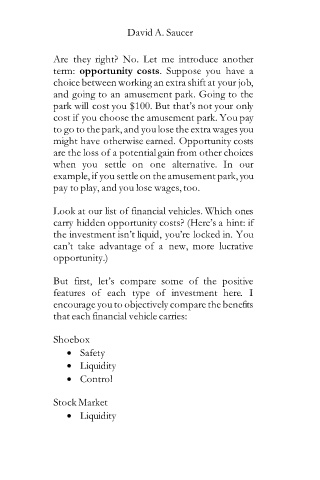 David A. Saucer
Are they right? No. Let me introduce another
term: opportunity costs. Suppose you have a
choice between working an extra shift at your job,
and going to an amusement park. Going to the
park will cost you $100. But that’s not your only
cost if you choose the amusement park. You pay
to go to the park, and you lose the extra wages you
might have otherwise earned. Opportunity costs
are the loss of a potential gain from other choices
when you settle on one alternative. In our
example, if you settle on the amusement park, you
pay to play, and you lose wages, too.
Look at our list of financial vehicles. Which ones
carry hidden opportunity costs? (Here’s a hint: if
the investment isn’t liquid, you’re locked in. You
can’t take advantage of a new, more lucrative
opportunity.)
But first, let’s compare some of the positive
features of each type of investment here. I
encourage you to objectively compare the benefits
that each financial vehicle carries:
Shoebox
• Safety
• Liquidity
• Control
Stock Market
• Liquidity